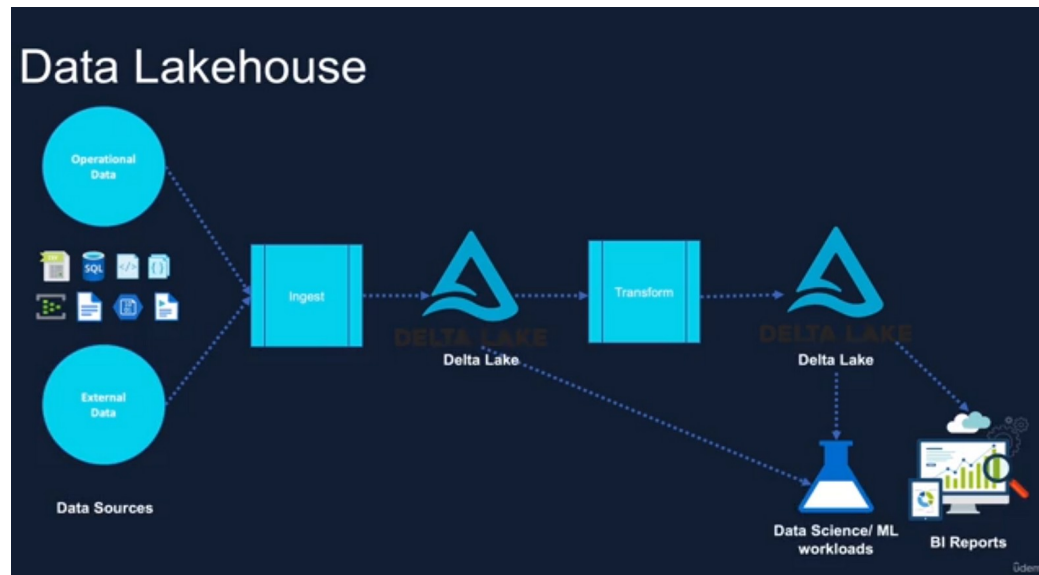 Data Lakehouse
Operational
Data
SQL
</>
Ingest
Transform
DELTA LAKE
Delta Lake
DELTA LAKE
Delta Lake
External
Data
Data Sources
Data Science/ ML
workloads
BI Reports